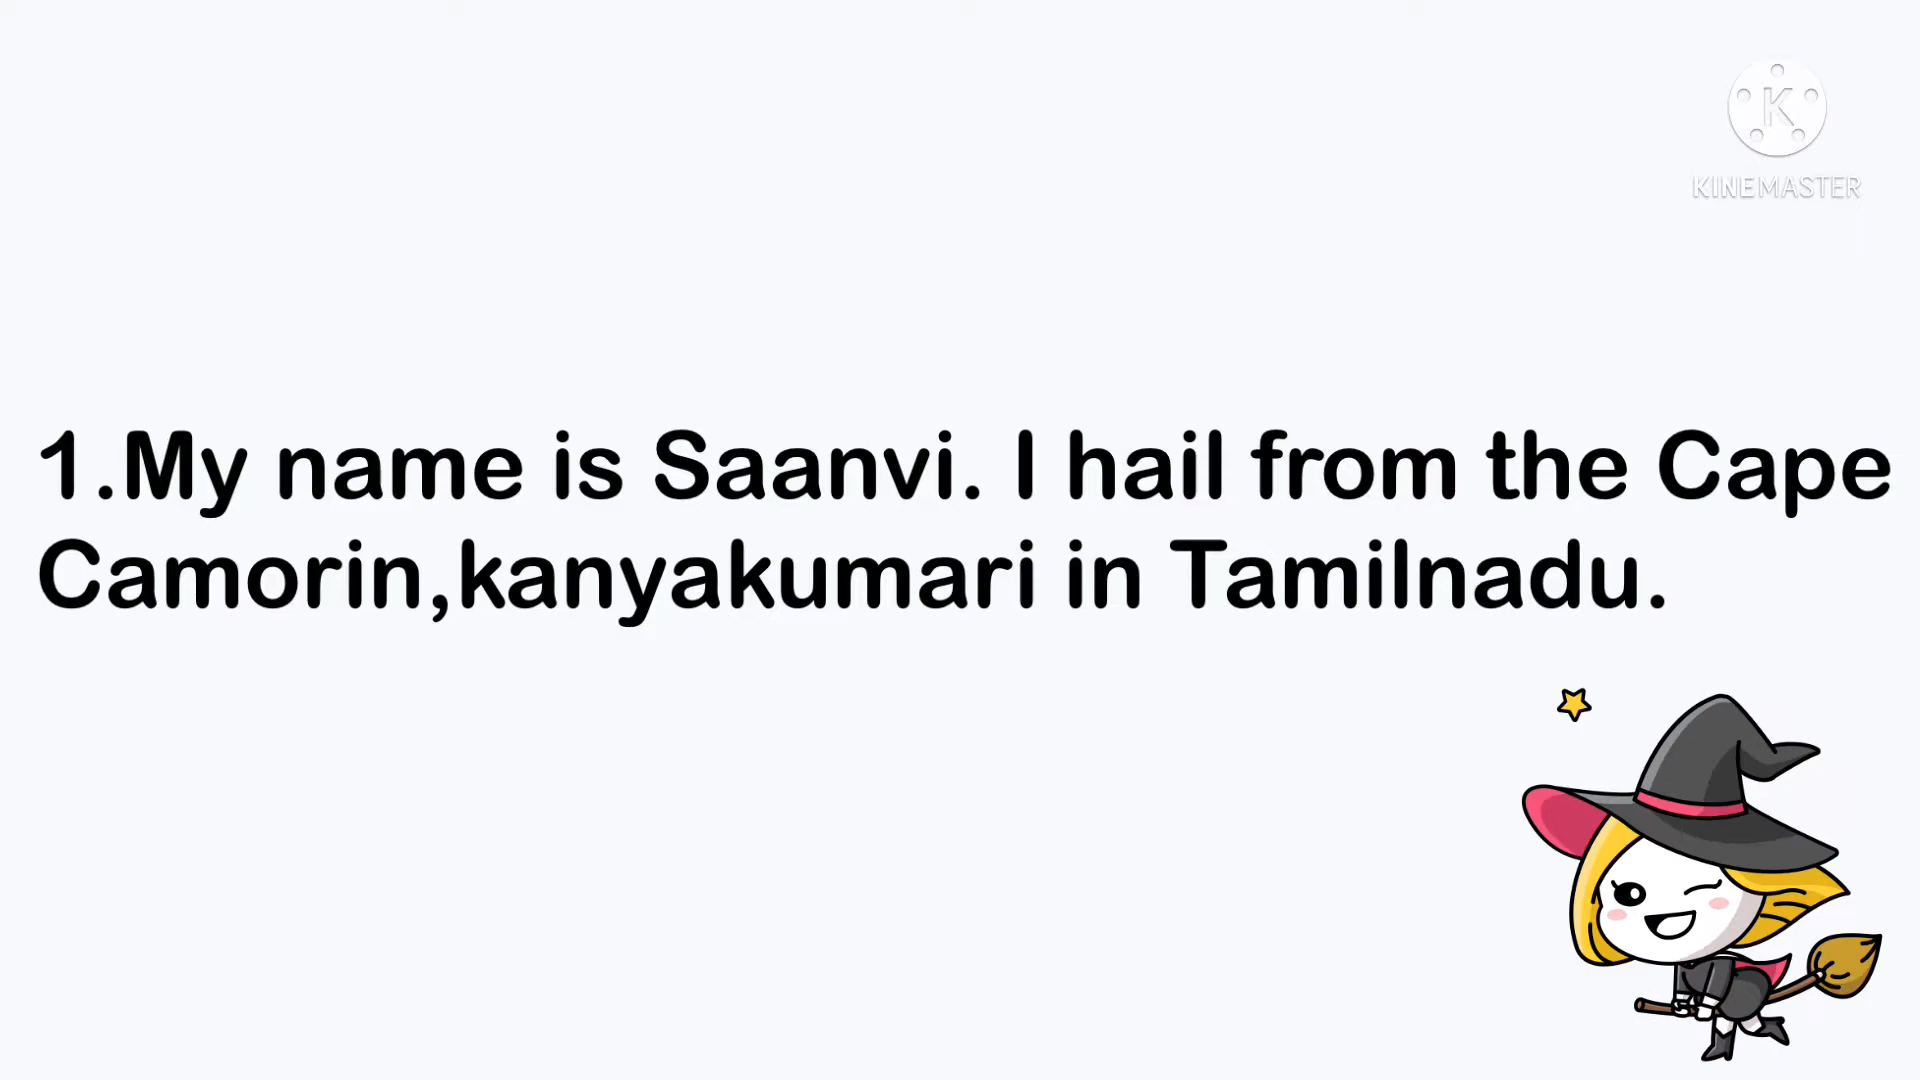 K
KINEMASTER
1.My name is Saanvi. I hail from the Cape
Camorin,kanyakumari in Tamilnadu.